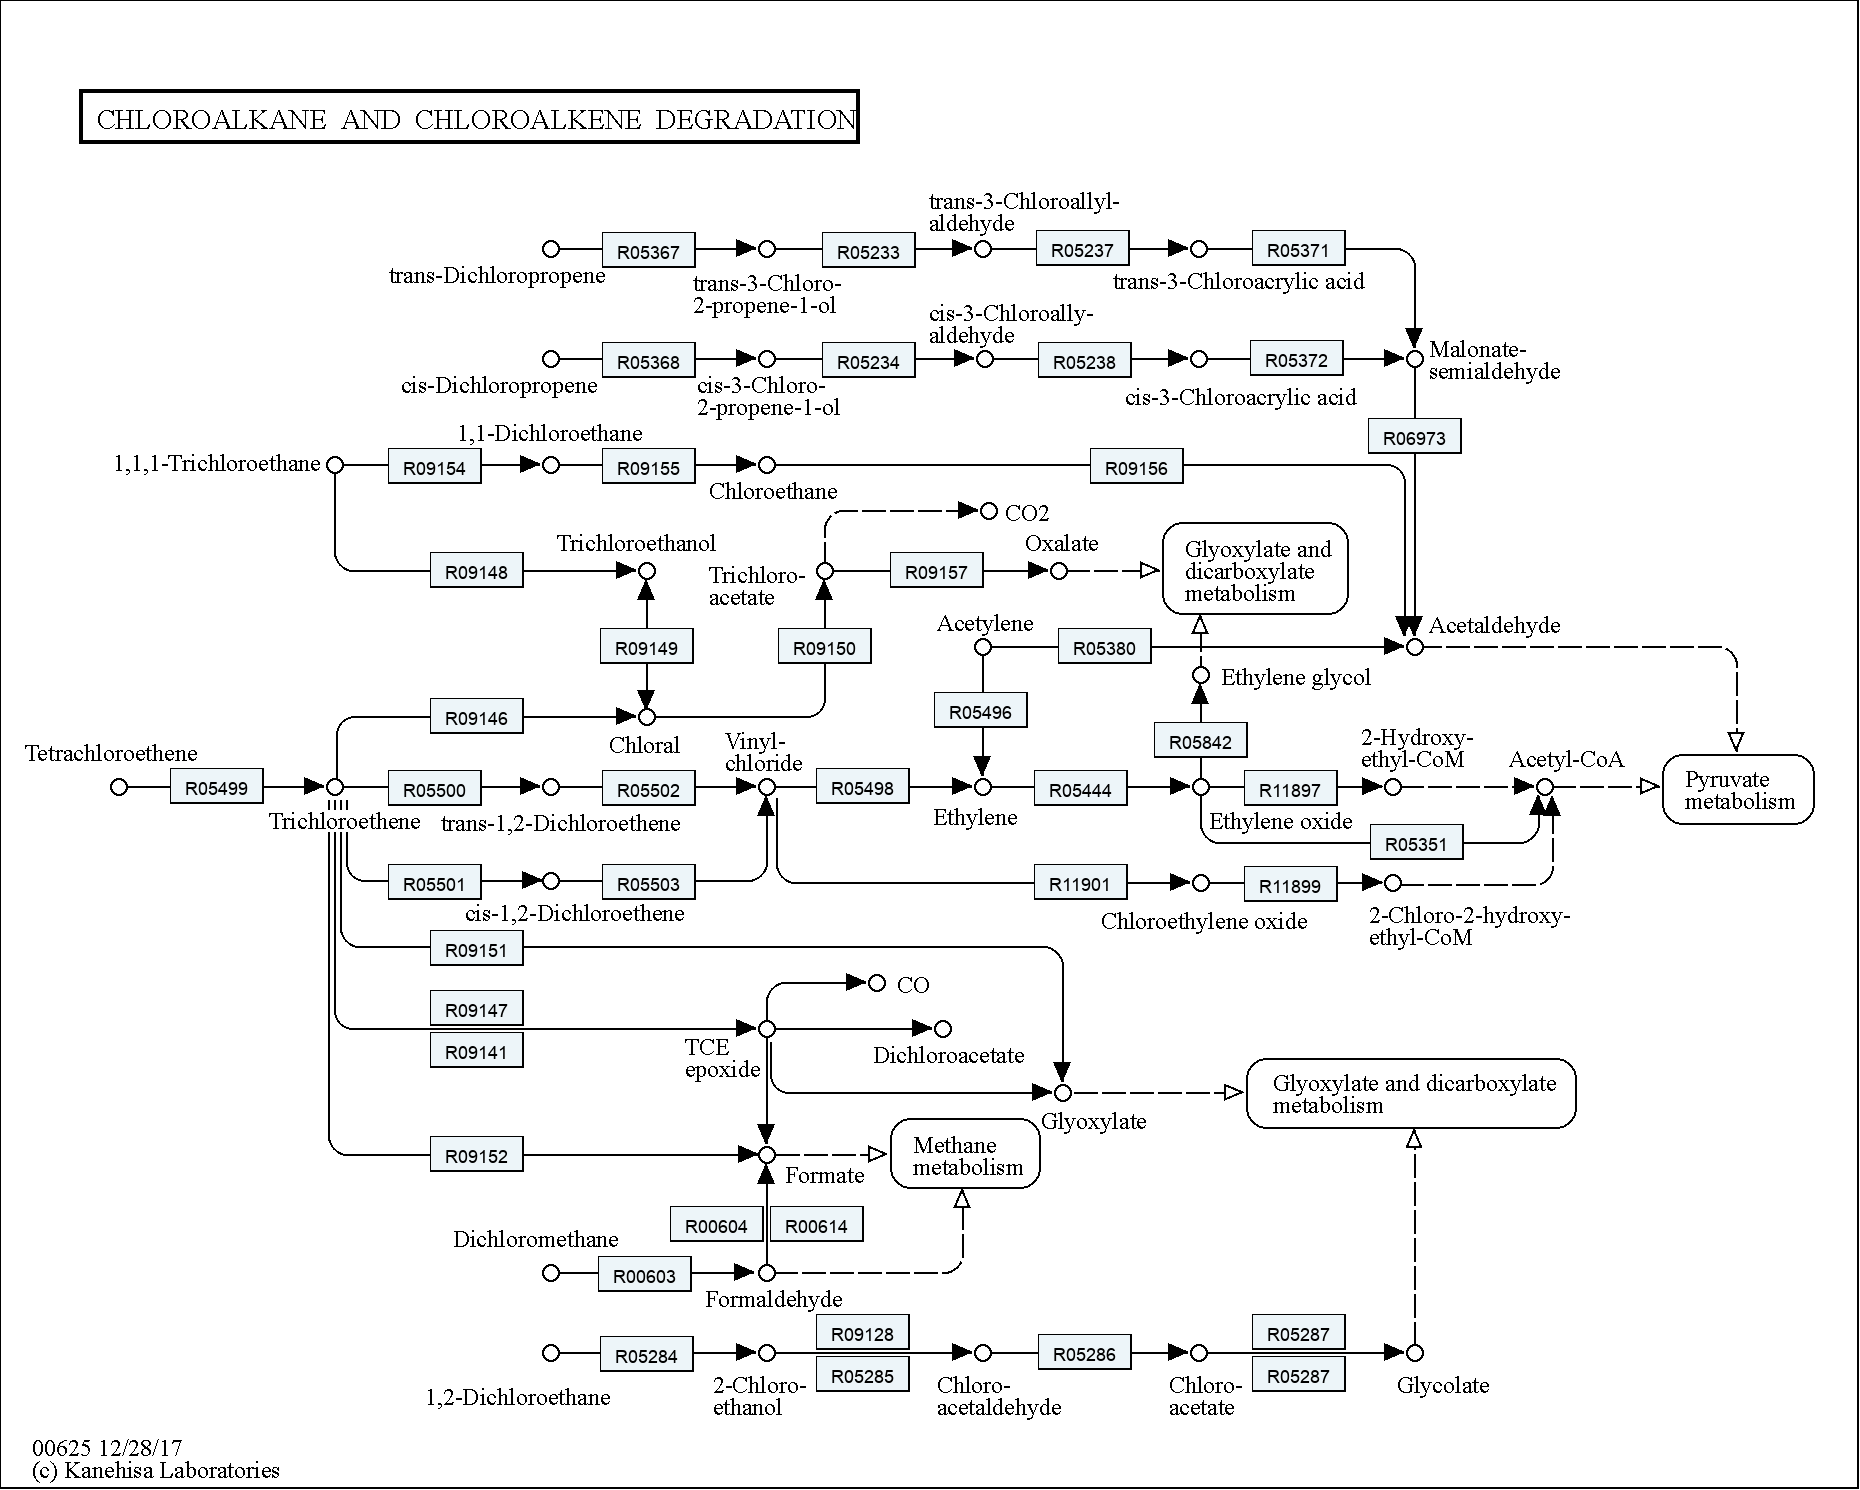 CHLOROALKANE AND CHLOROALKENE DEGRADATION
trans-3-Chloroallyl-
aldehyde
R05367
R05233
R05237
R05371
trans-Dichloropropene
trans-3-Chloro-
2-propene-1-ol
trans-3-Chloroacrylic acid
cis-3-Chloroally-
aldehyde
R05368
R05234
R05238
R05372
Malonate-
semialdehyde
cis-Dichloropropene
cis-3-Chloro-
2-propene-1-ol
cis-3-Chloroacrylic acid
1,1-Dichloroethane
R06973
1,1,1-Trichloroethane
R09154
R09155
R09156
Chloroethane
CO2
Trichloroethanol
Oxalate
Glyoxylate and
dicarboxylate
metabolism
R09148
Trichloro-
acetate
R09157
Acetylene
Acetaldehyde
R09149
R09150
R05380
Ethylene glycol
R05496
R09146
Chloral
Vinyl-
chloride
R05842
2-Hydroxy-
ethyl-CoM
Acetyl-CoA
Tetrachloroethene
R05499
R05500
R05502
R05498
R05444
R11897
Pyruvate
metabolism
Trichloroethene
trans-1,2-Dichloroethene
Ethylene
Ethylene oxide
R05351
R05501
R05503
R11901
R11899
cis-1,2-Dichloroethene
Chloroethylene oxide
2-Chloro-2-hydroxy-
ethyl-CoM
R09151
CO
R09147
R09141
TCE
epoxide
Dichloroacetate
Glyoxylate and dicarboxylate
metabolism
Glyoxylate
R09152
Methane
metabolism
Formate
R00604
R00614
Dichloromethane
R00603
Formaldehyde
R09128
R05287
R05284
R05286
R05285
R05287
1,2-Dichloroethane
2-Chloro-
ethanol
Chloro-
acetaldehyde
Chloro-
acetate
Glycolate
00625 12/28/17
(c) Kanehisa Laboratories